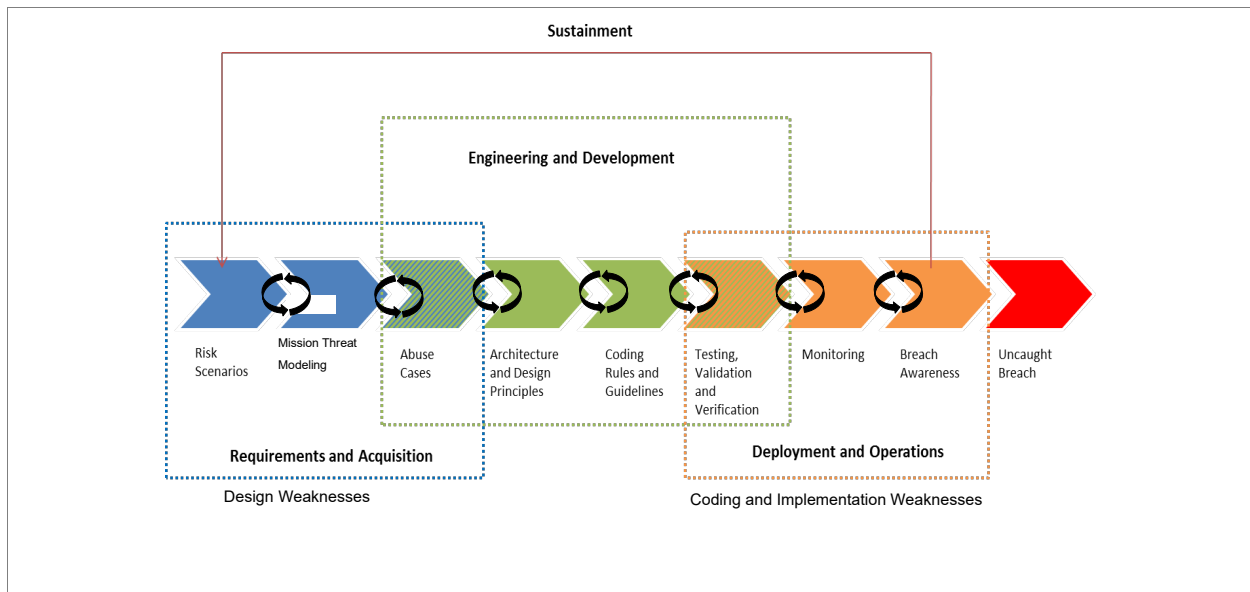 Sustainment
Engineering and Development
Risk
Scenarios
Mission Threat
Modeling
Abuse
Cases
Architecture
and Design
Principles
Coding
Rules and
Guidelines
Testing,
Validation
and
Verification
Monitoring
Breach
Awareness
Uncaught
Breach
Requirements and Acquisition
Deployment and Operations
Design Weaknesses
Coding and Implementation Weaknesses